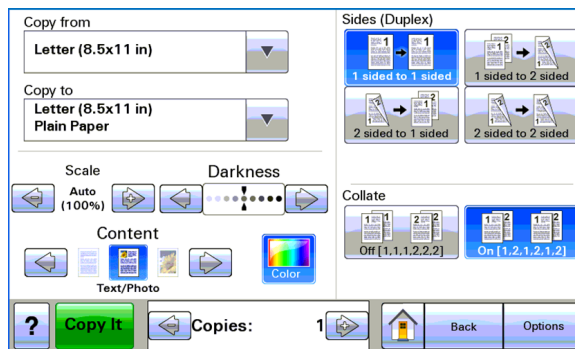 Copy from
Letter (8.5x11 in)
Copy to
Letter (8.5x11 in)
Plain Paper
Scale
Auto
(100%)
Darkness
Content
Text/Photo
Color
Sides (Duplex)
1 sided to 1 sided
1 sided to 2 sided
2 sided to 1 sided
2 sided to 2 sided
Collate
Off [1,1,1,2,2,2]
On [1,2,1,2,1,2]
?
Copy It
Copies:
1
Back
Options